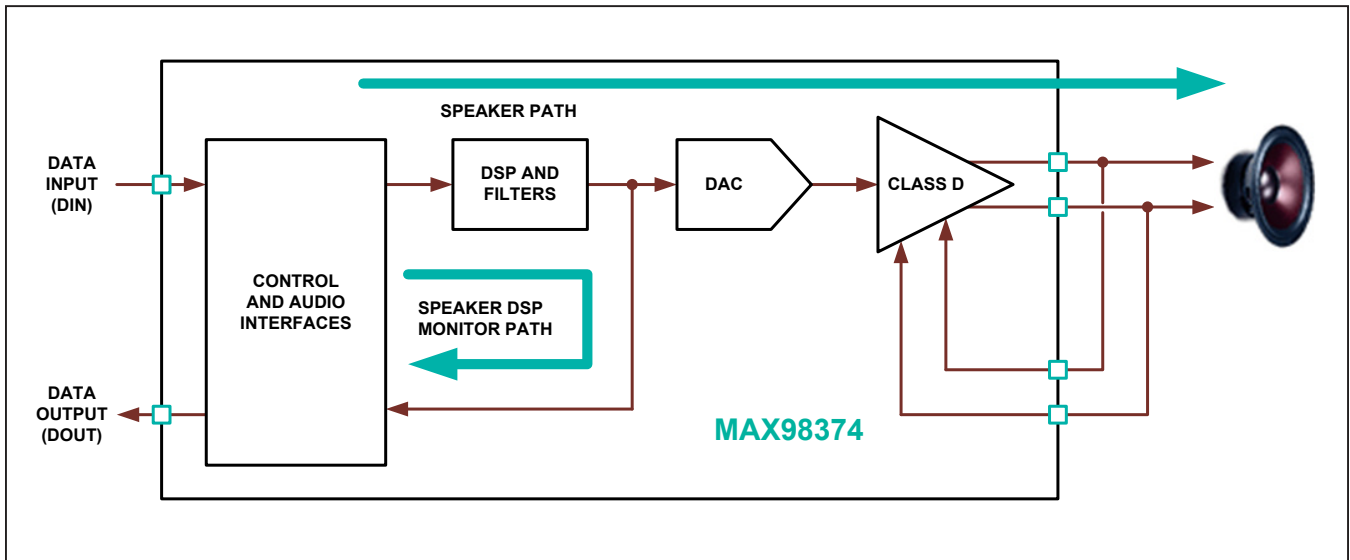 SPEAKER PATH
DATA
INPUT
(DIN)
DSP AND
FILTERS
DAC
CLASS D
CONTROL
AND AUDIO
INTERFACES
SPEAKER DSP
MONITOR PATH
DATA
OUTPUT
(DOUT)
MAX98374